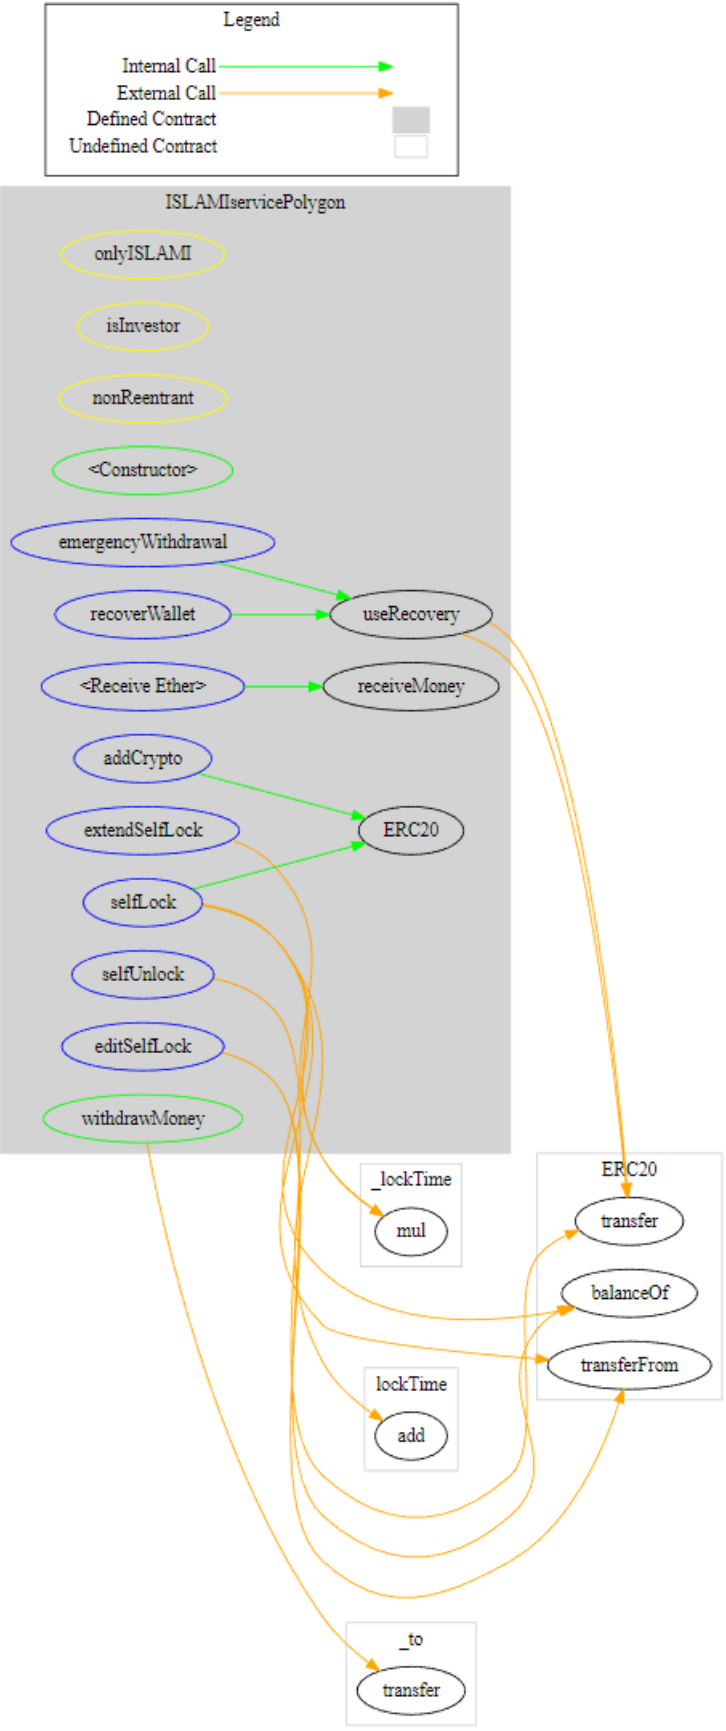 Legend
Internal Call
External Call
Defined Contract
Undefined Contract
ISLAMIservicePolygon
onlyISLAMI
isInvestor
nonReentrant
<Constructor>
emergencyWithdrawal
recoverWallet
useRecovery
<Receive Ether>
receiveMoney
addCrypto
extendSelfLock
ERC20
selfLock
selfUnlock
editSelfLock
withdrawMoney
_lockTime
mul
ERC20
transfer
balanceOf
transferFrom
lockTime
add
_to
transfer